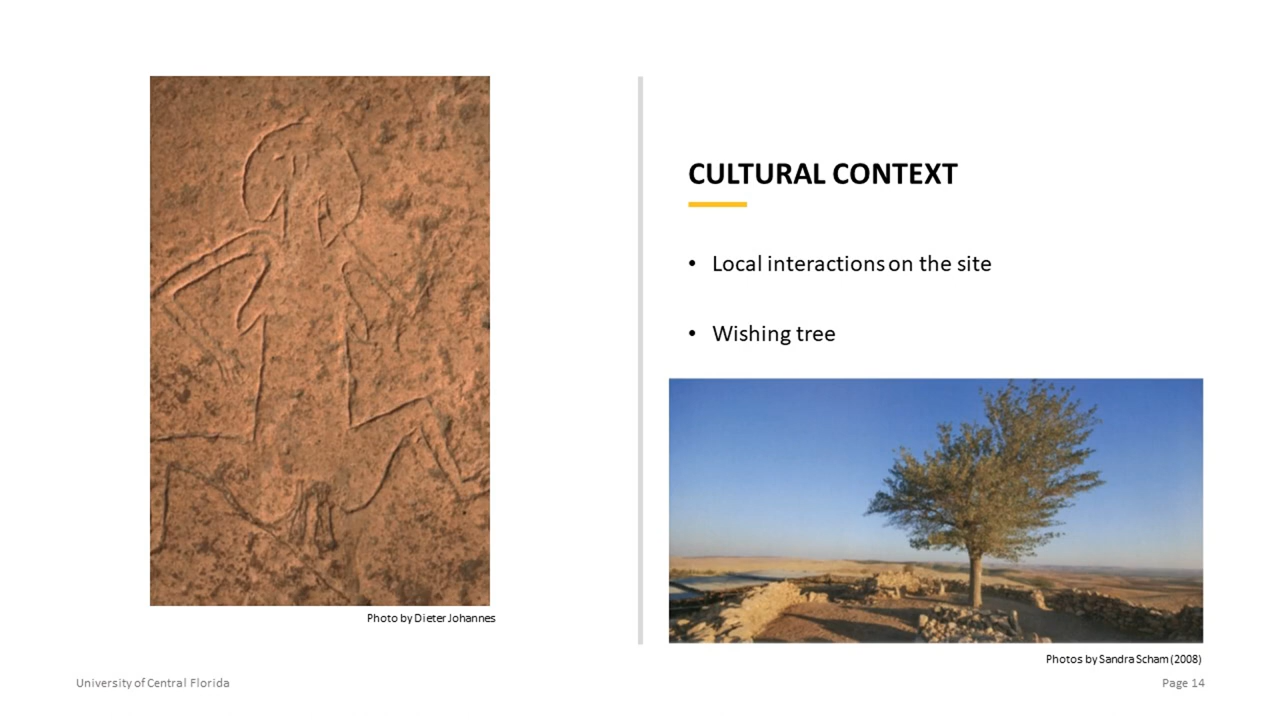 CULTURAL CONTEXT
• Local interactions on the site
• Wishing tree
Photo by Dieter Johannes
Photos by Sandra Scham (2008)
University of Central Florida
Page 14